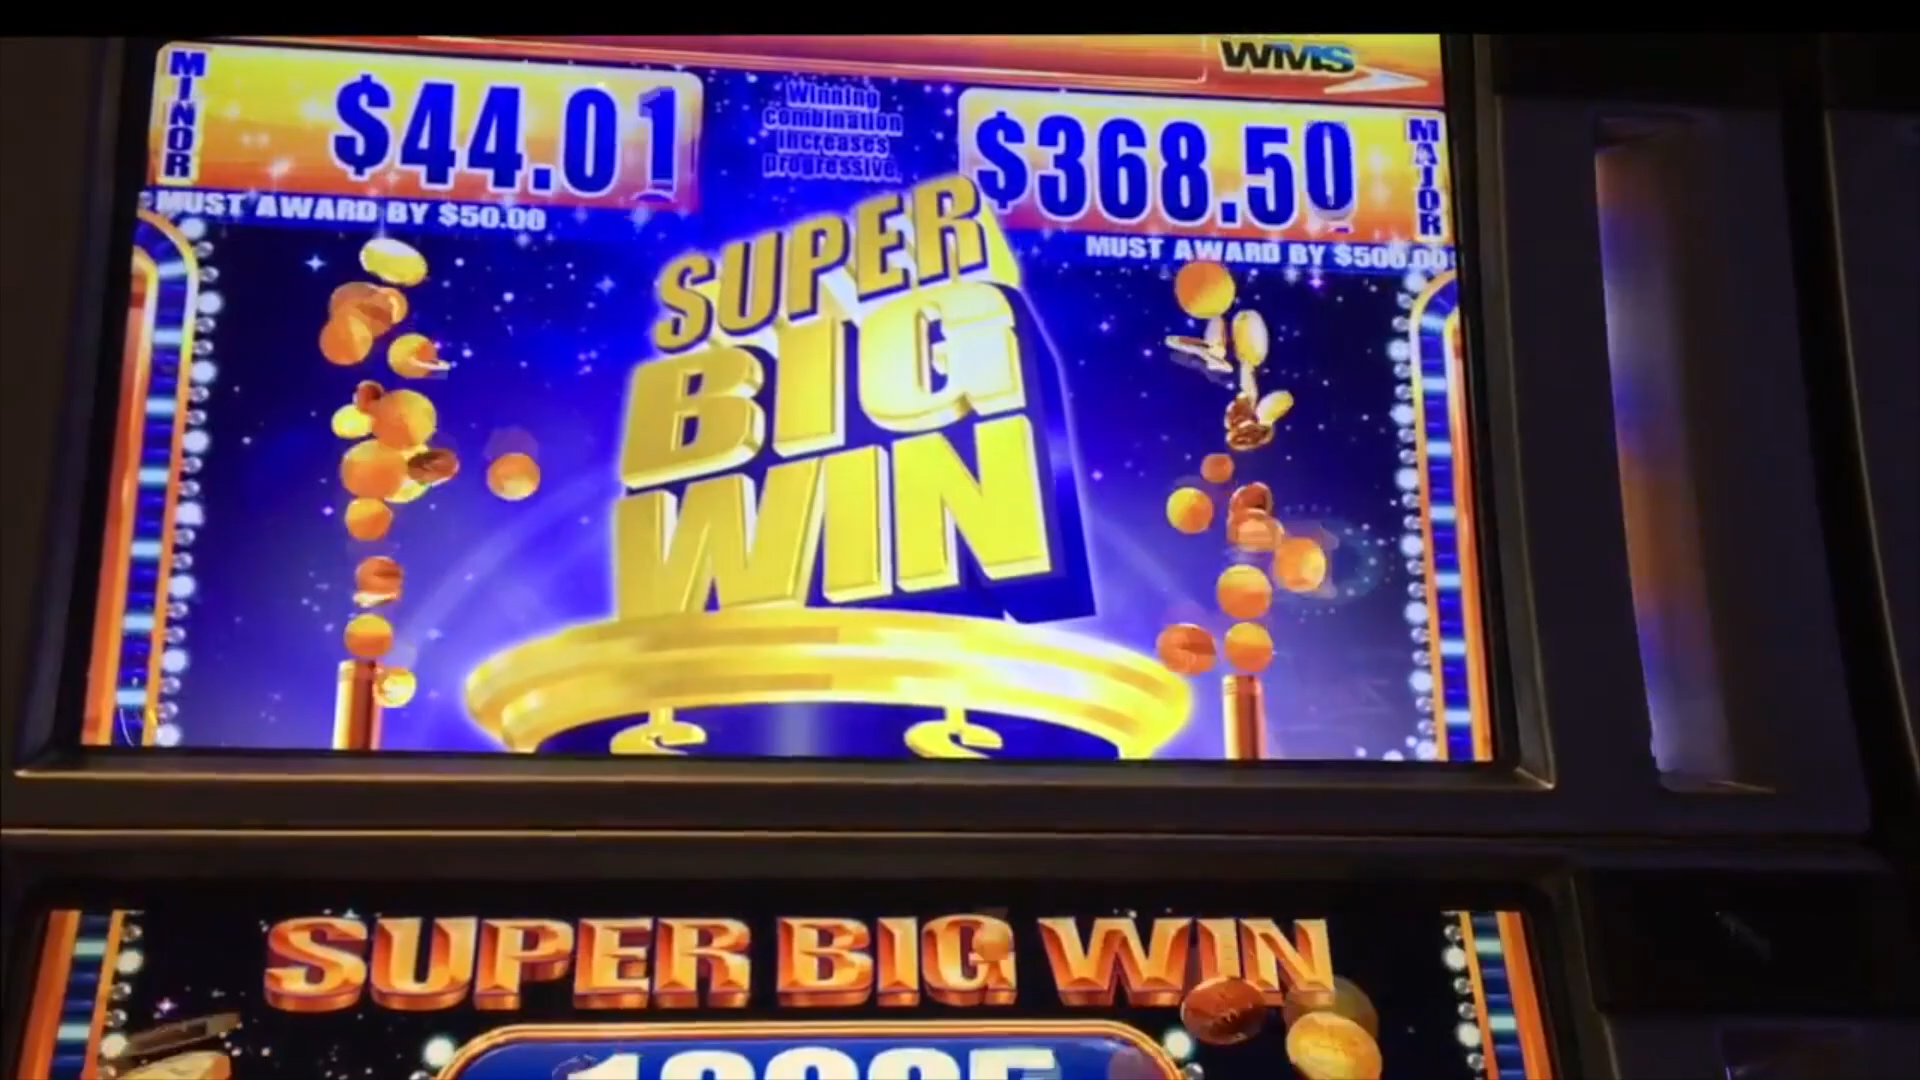 WMS
MINOR
$44.01
MUST AWARD BY $50.00
Winning
combination
increases
progressive.
$368.50
MAJOR
MUST AWARD BY $500.00
SUPER
BIG
WIN
SUPER BIG WIN